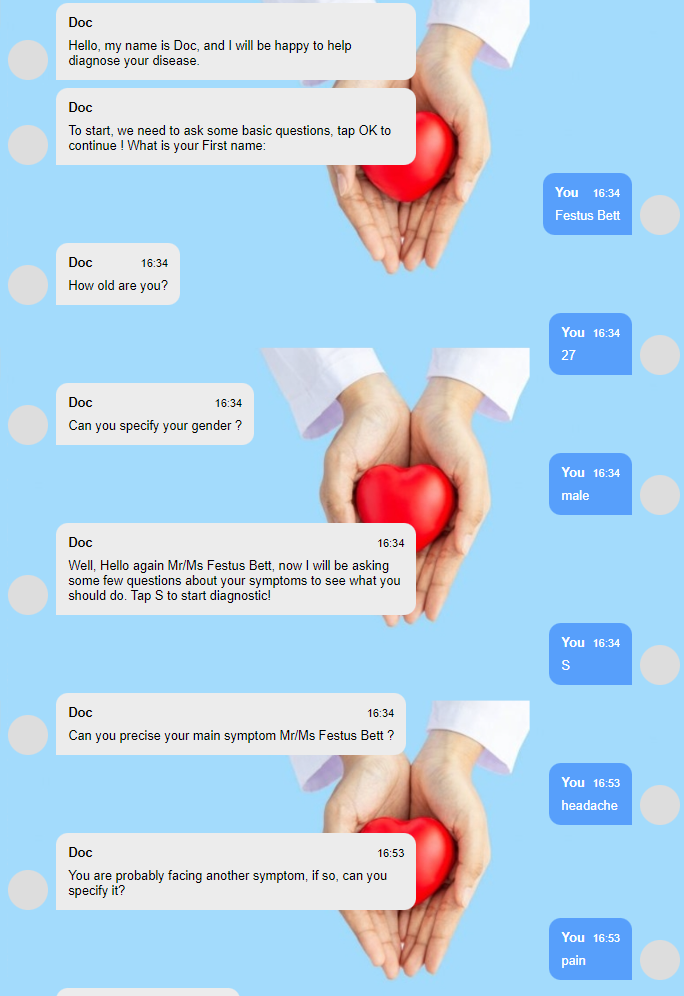 Doc
Hello, my name is Doc, and I will be happy to help
diagnose your disease.
Doc
To start, we need to ask some basic questions, tap OK to
continue ! What is your First name:
You 16:34
Festus Bett
Doc 16:34
How old are you?
You 16:34
27
Doc 16:34
Can you specify your gender ?
You 16:34
male
Doc 16:34
Well, Hello again Mr/Ms Festus Bett, now I will be asking
some few questions about your symptoms to see what you
should do. Tap S to start diagnostic!
You 16:34
S
Doc 16:34
Can you precise your main symptom Mr/Ms Festus Bett ?
You 16:53
headache
Doc 16:53
You are probably facing another symptom, if so, can you
specify it?
You 16:53
pain